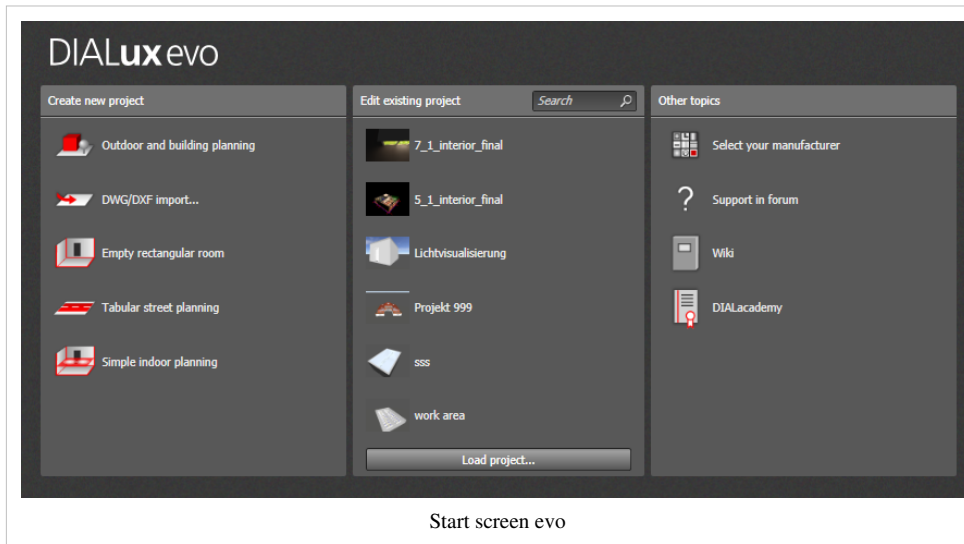 DIALux evo
Create new project
Outdoor and building planning
DWG/DXF import...
Empty rectangular room
Tabular street planning
Simple indoor planning
Edit existing project
Search
7_1_interior_final
5_1_interior_final
Lichtvisualisierung
Projekt 999
sss
work area
Load project...
Other topics
Select your manufacturer
Support in forum
Wiki
DIALacademy
Start screen evo